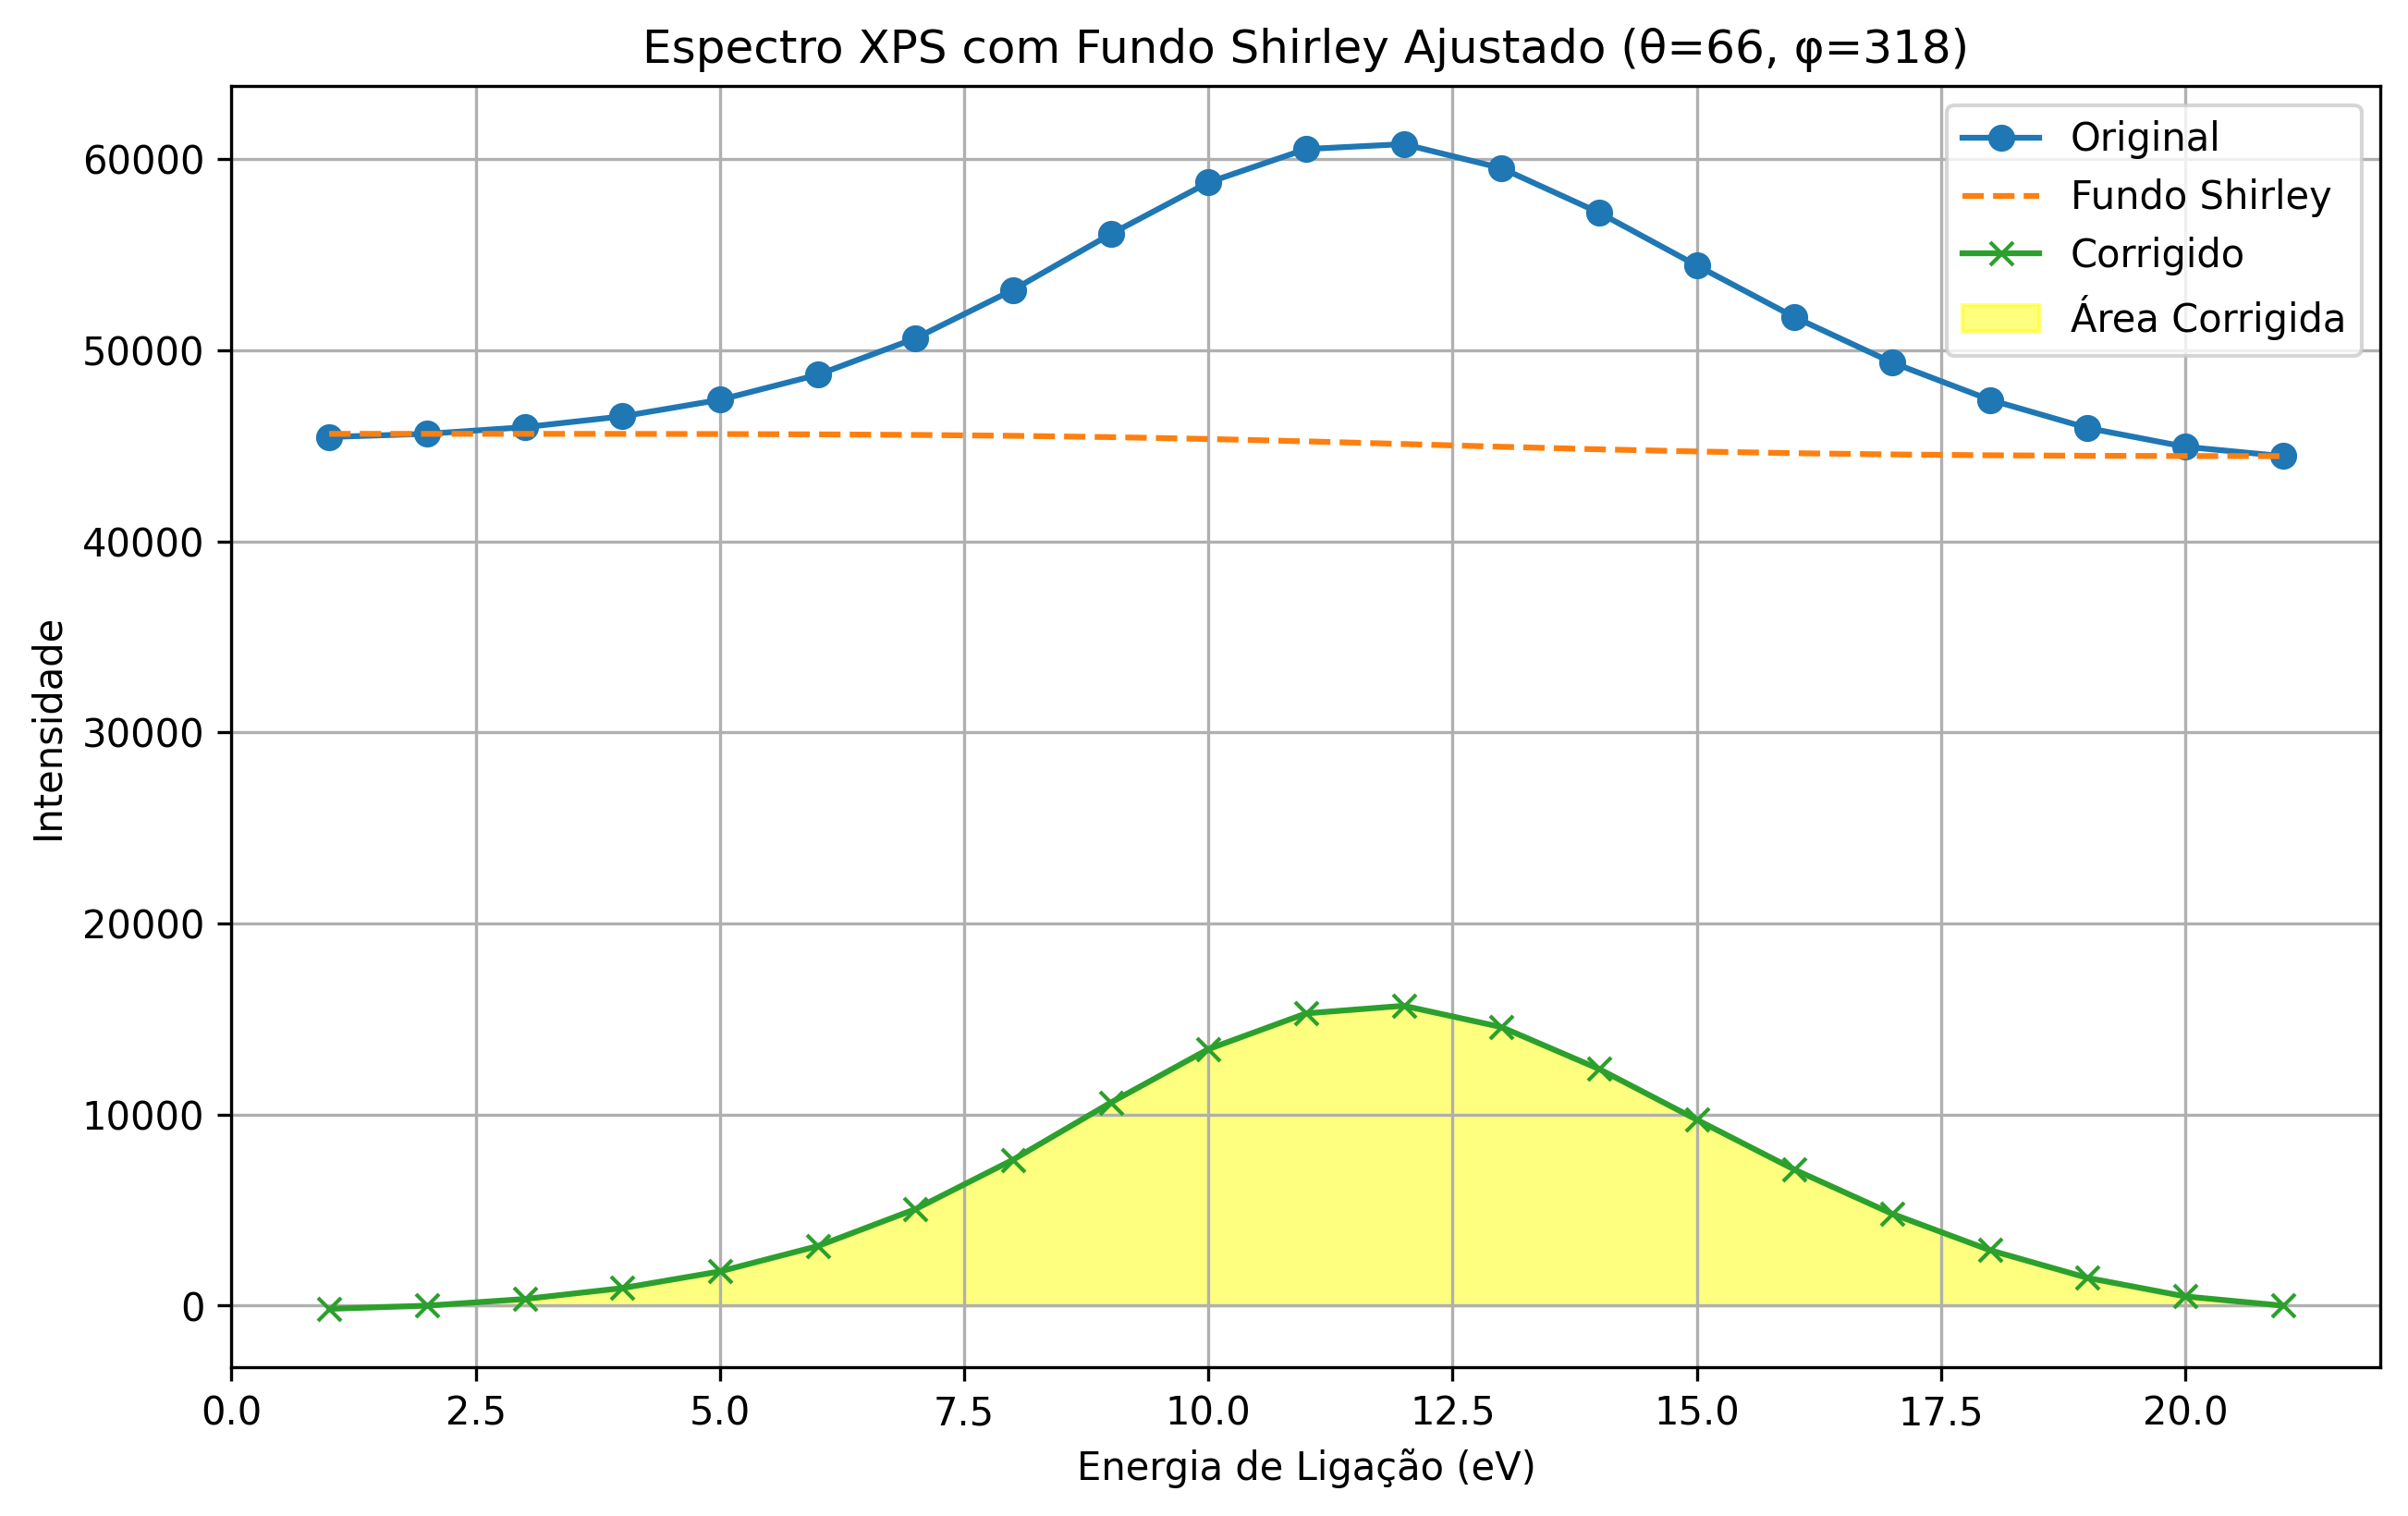 Espectro XPS com Fundo Shirley Ajustado (θ=66, φ=318)
Original
Fundo Shirley
Corrigido
Área Corrigida
Intensidade
60000
50000
40000
30000
20000
10000
0
0.0 2.5 5.0 7.5 10.0 12.5 15.0 17.5 20.0
Energia de Ligação (eV)